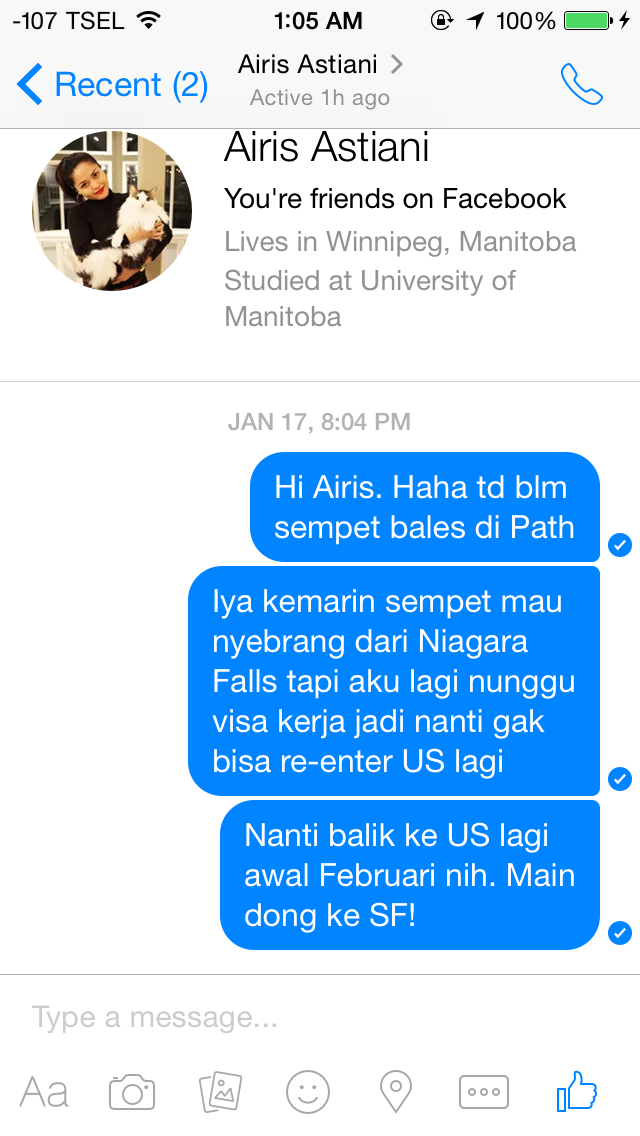 -107 TSEL 1:05 AM 100%
Recent (2) Airis Astiani
Active 1h ago
Airis Astiani
You're friends on Facebook
Lives in Winnipeg, Manitoba
Studied at University of
Manitoba
JAN 17, 8:04 PM
Hi Airis. Haha td blm
sempet bales di Path
Iya kemarin sempet mau
nyebrang dari Niagara
Falls tapi aku lagi nunggu
visa kerja jadi nanti gak
bisa re-enter US lagi
Nanti balik ke US lagi
awal Februari nih. Main
dong ke SF!
Type a message...
Aa